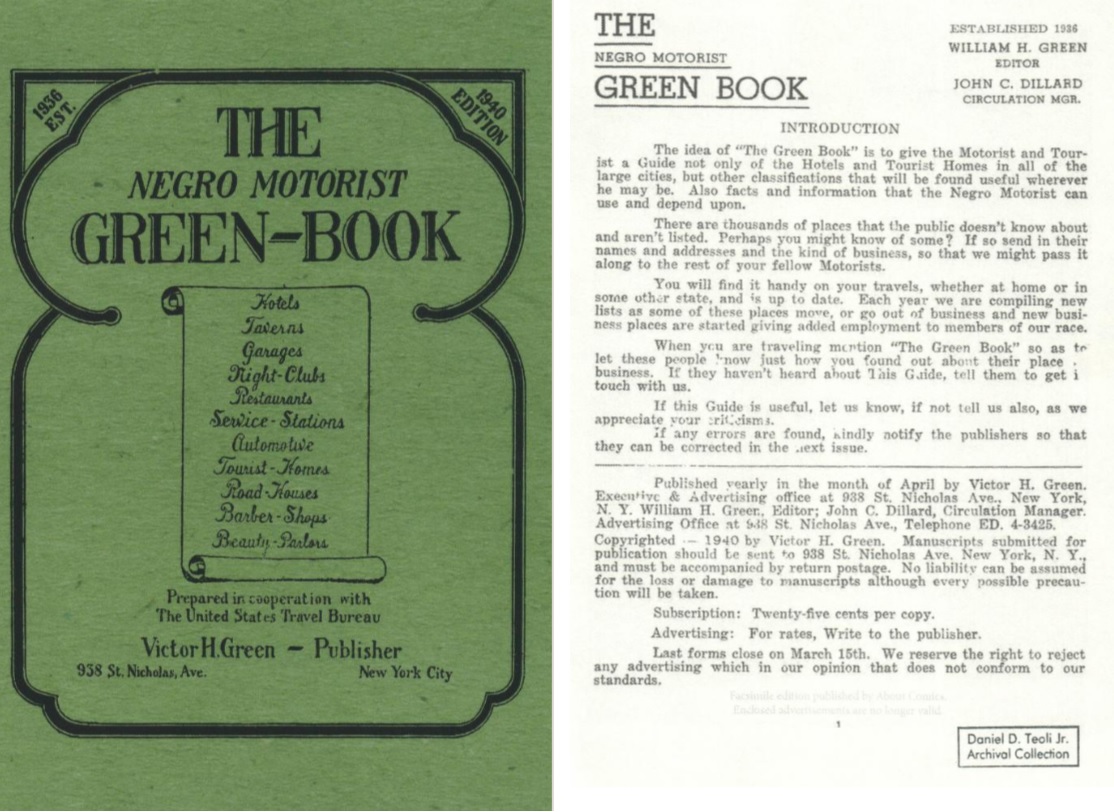 1936
EST.
1940
EDITION
THE
NEGRO MOTORIST
GREEN-BOOK
Hotels
Taverns
Garages
Night-Clubs
Restaurants
Service-Stations
Automotive
Tourist-Homes
Road-Houses
Barber-Shops
Beauty-Parlors
Prepared in cooperation with
The United States Travel Bureau
Victor H. Green — Publisher
938 St. Nicholas, Ave.
New York City
THE
NEGRO MOTORIST
GREEN BOOK
ESTABLISHED 1936
WILLIAM H. GREEN
EDITOR
JOHN C. DILLARD
CIRCULATION MGR.
INTRODUCTION
The idea of "The Green Book" is to give the Motorist and Tour-
ist a Guide not only of the Hotels and Tourist Homes in all of the
large cities, but other classifications that will be found useful wherever
he may be. Also facts and information that the Negro Motorist can
use and depend upon.
There are thousands of places that the public doesn't know about
and aren't listed. Perhaps you might know of some? If so send in their
names and addresses and the kind of business, so that we might pass it
along to the rest of your fellow Motorists.
You will find it handy on your travels, whether at home or in
some other state, and is up to date. Each year we are compiling new
lists as some of these places move, or go out of business and new busi-
ness places are started giving added employment to members of our race.
When you are traveling mention "The Green Book" so as to
let these people know just how you found out about their place
business. If they haven't heard about This Guide, tell them to get
touch with us.
If this Guide is useful, let us know, if not tell us also, as we
appreciate your criticisms.
If any errors are found, kindly notify the publishers so that
they can be corrected in the next issue.
Published yearly in the month of April by Victor H. Green.
Executive & Advertising office at 938 St. Nicholas Ave., New York,
N. Y. William H. Green, Editor; John C. Dillard, Circulation Manager.
Advertising Office at 938 St. Nicholas Ave., Telephone ED. 4-3425.
Copyrighted — 1940 by Victor H. Green. Manuscripts submitted for
publication should be sent to 938 St. Nicholas Ave. New York, N. Y.,
and must be accompanied by return postage. No liability can be assumed
for the loss or damage to manuscripts although every possible precau-
tion will be taken.
Subscription: Twenty-five cents per copy.
Advertising: For rates, Write to the publisher.
Last forms close on March 15th. We reserve the right to reject
any advertising which in our opinion that does not conform to our
standards.
Facsimile edition published by About Comics.
Enclosed advertisements are no longer valid.
1
Daniel D. Teoli Jr.
Archival Collection